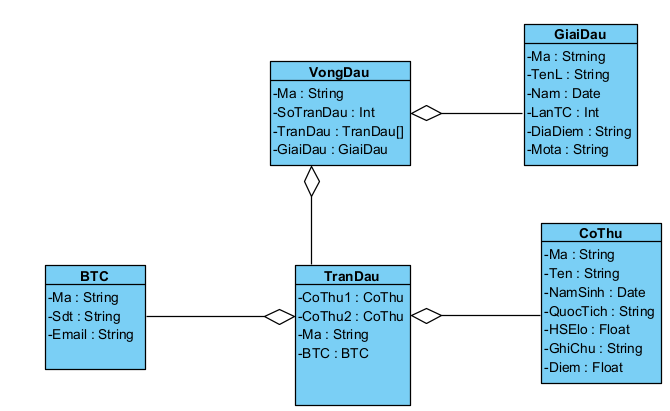 GiaiDau
-Ma : Strning
-TenL : String
-Nam : Date
-LanTC : Int
-DiaDiem : String
-Mota : String
VongDau
-Ma : String
-SoTranDau : Int
-TranDau : TranDau[]
-GiaiDau : GiaiDau
CoThu
-Ma : String
-Ten : String
-NamSinh : Date
-QuocTich : String
-HSElo : Float
-GhiChu : String
-Diem : Float
BTC
-Ma : String
-Sdt : String
-Email : String
TranDau
-CoThu1 : CoThu
-CoThu2 : CoThu
-Ma : String
-BTC : BTC